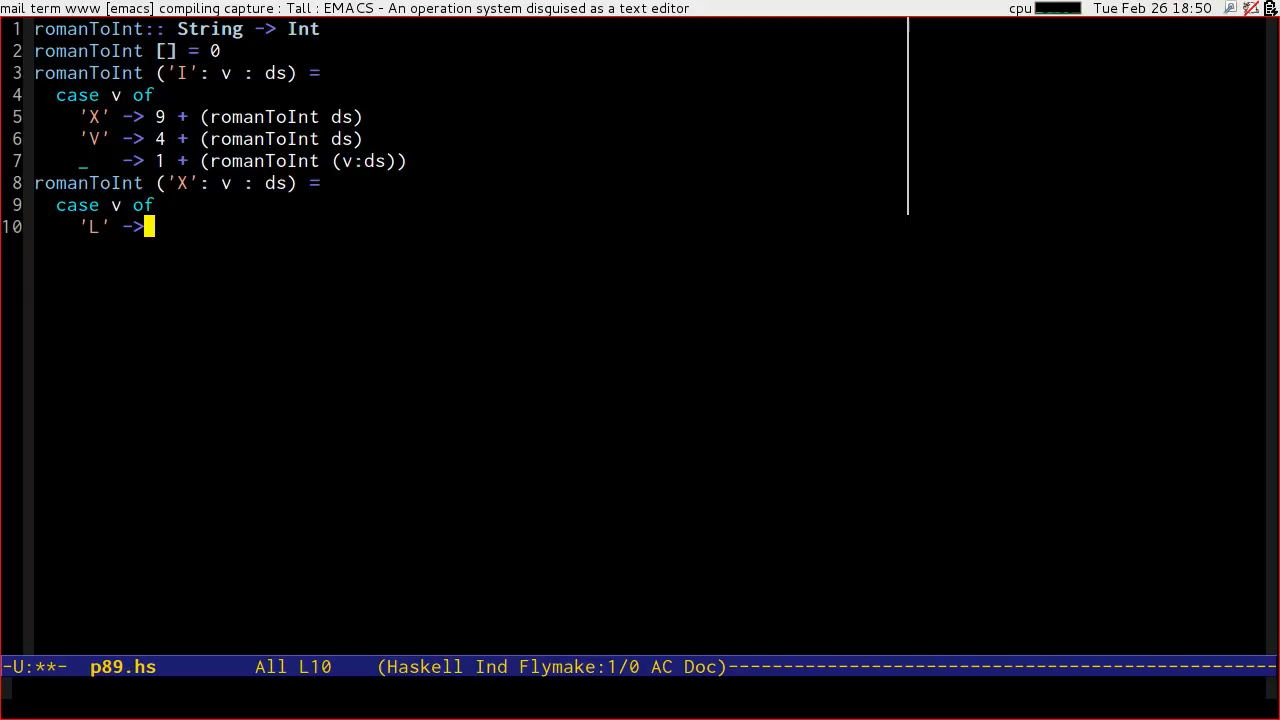 mail term www [emacs] compiling capture : Tall : EMACS - An operation system disguised as a text editor cpu Tue Feb 26 18:50
1 romanToInt:: String -> Int
2 romanToInt [] = 0
3 romanToInt ('I': v : ds) =
4   case v of
5     'X' -> 9 + (romanToInt ds)
6     'V' -> 4 + (romanToInt ds)
7     _   -> 1 + (romanToInt (v:ds))
8 romanToInt ('X': v : ds) =
9   case v of
10     'L' ->
-U:**-  p89.hs         All L10    (Haskell Ind Flymake:1/0 AC Doc)--------------------------------------------------